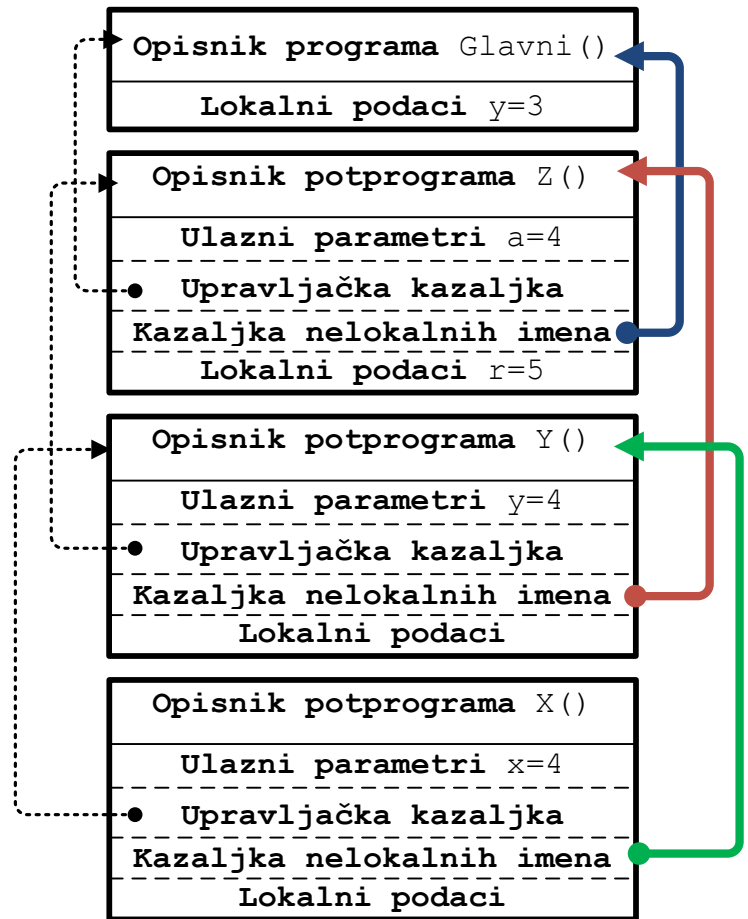 Opisnik programa Glavni()
Lokalni podaci y=3
Opisnik potprograma Z()
Ulazni parametri a=4
Upravljačka kazaljka
Kazaljka nelokalnih imena
Lokalni podaci r=5
Opisnik potprograma Y()
Ulazni parametri y=4
Upravljačka kazaljka
Kazaljka nelokalnih imena
Lokalni podaci
Opisnik potprograma X()
Ulazni parametri x=4
Upravljačka kazaljka
Kazaljka nelokalnih imena
Lokalni podaci